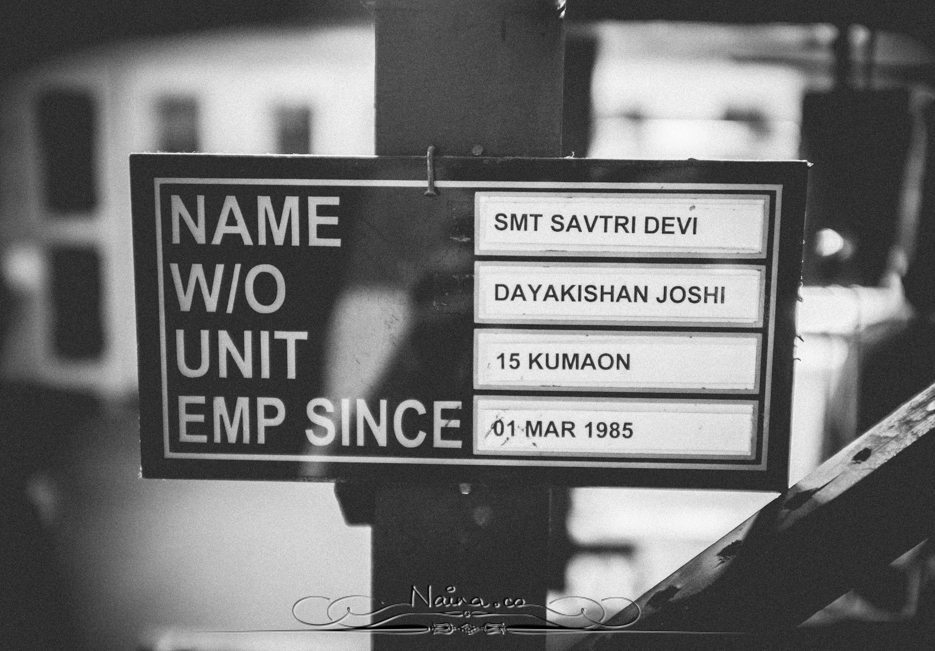 NAME SMT SAVTRI DEVI
W/O DAYAKISHAN JOSHI
UNIT 15 KUMAON
EMP SINCE 01 MAR 1985
Naina.co